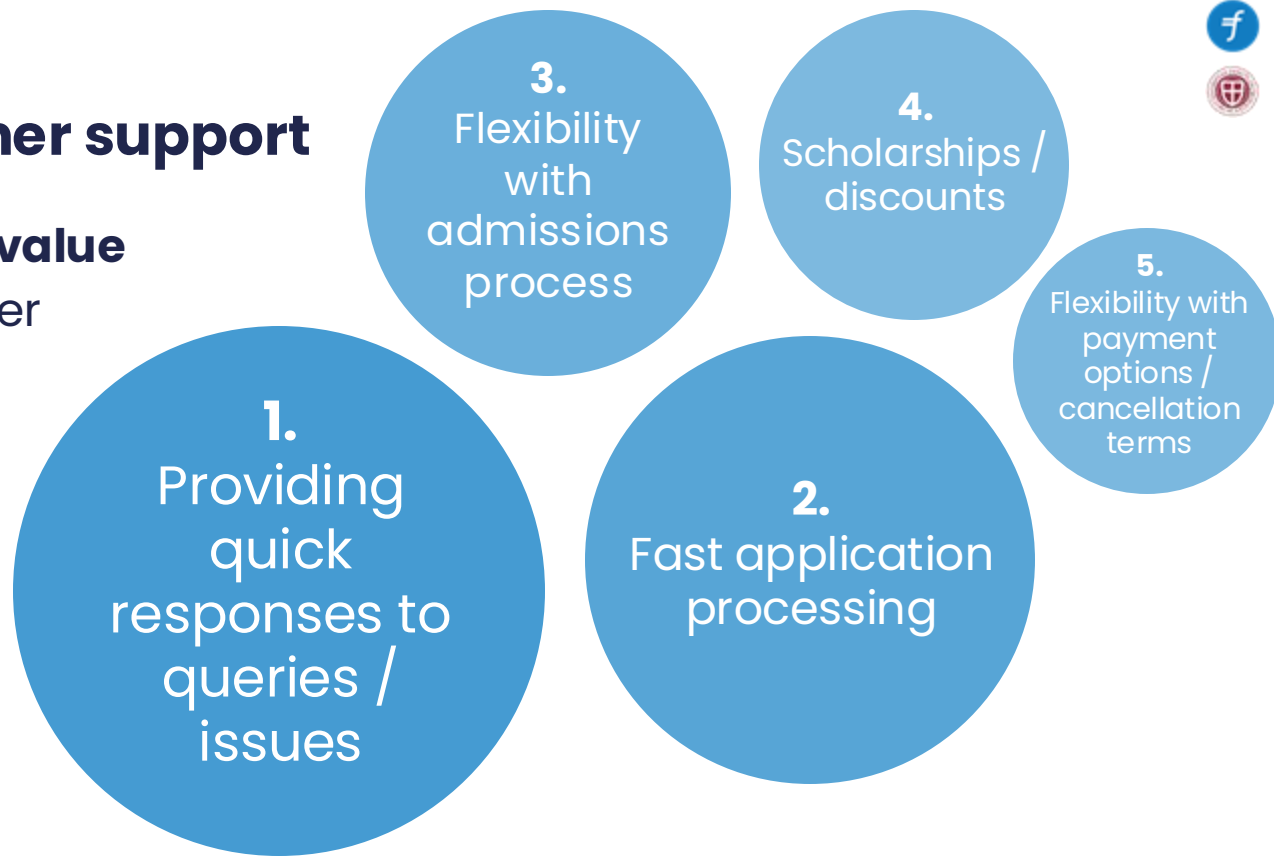 ner support
value
er
1.
Providing
quick
responses to
queries /
issues
2.
Fast application
processing
3.
Flexibility
with
admissions
process
4.
Scholarships /
discounts
5.
Flexibility with
payment
options /
cancellation
terms